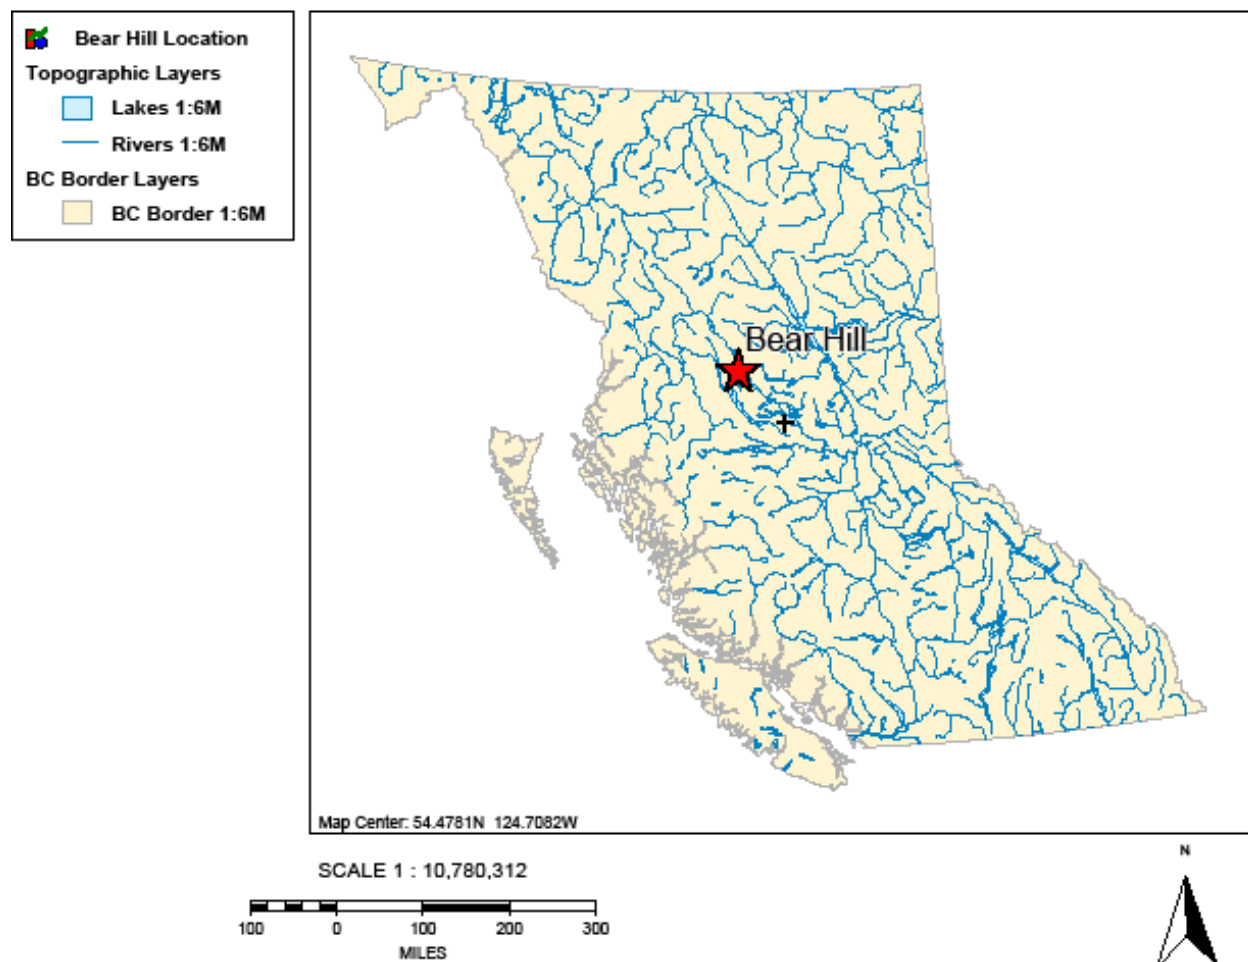 Bear Hill Location
Topographic Layers
Lakes 1:6M
Rivers 1:6M
BC Border Layers
BC Border 1:6M
Bear Hill
Map Center: 54.4781N 124.7082W
SCALE 1 : 10,780,312
100 0 100 200 300
MILES
N